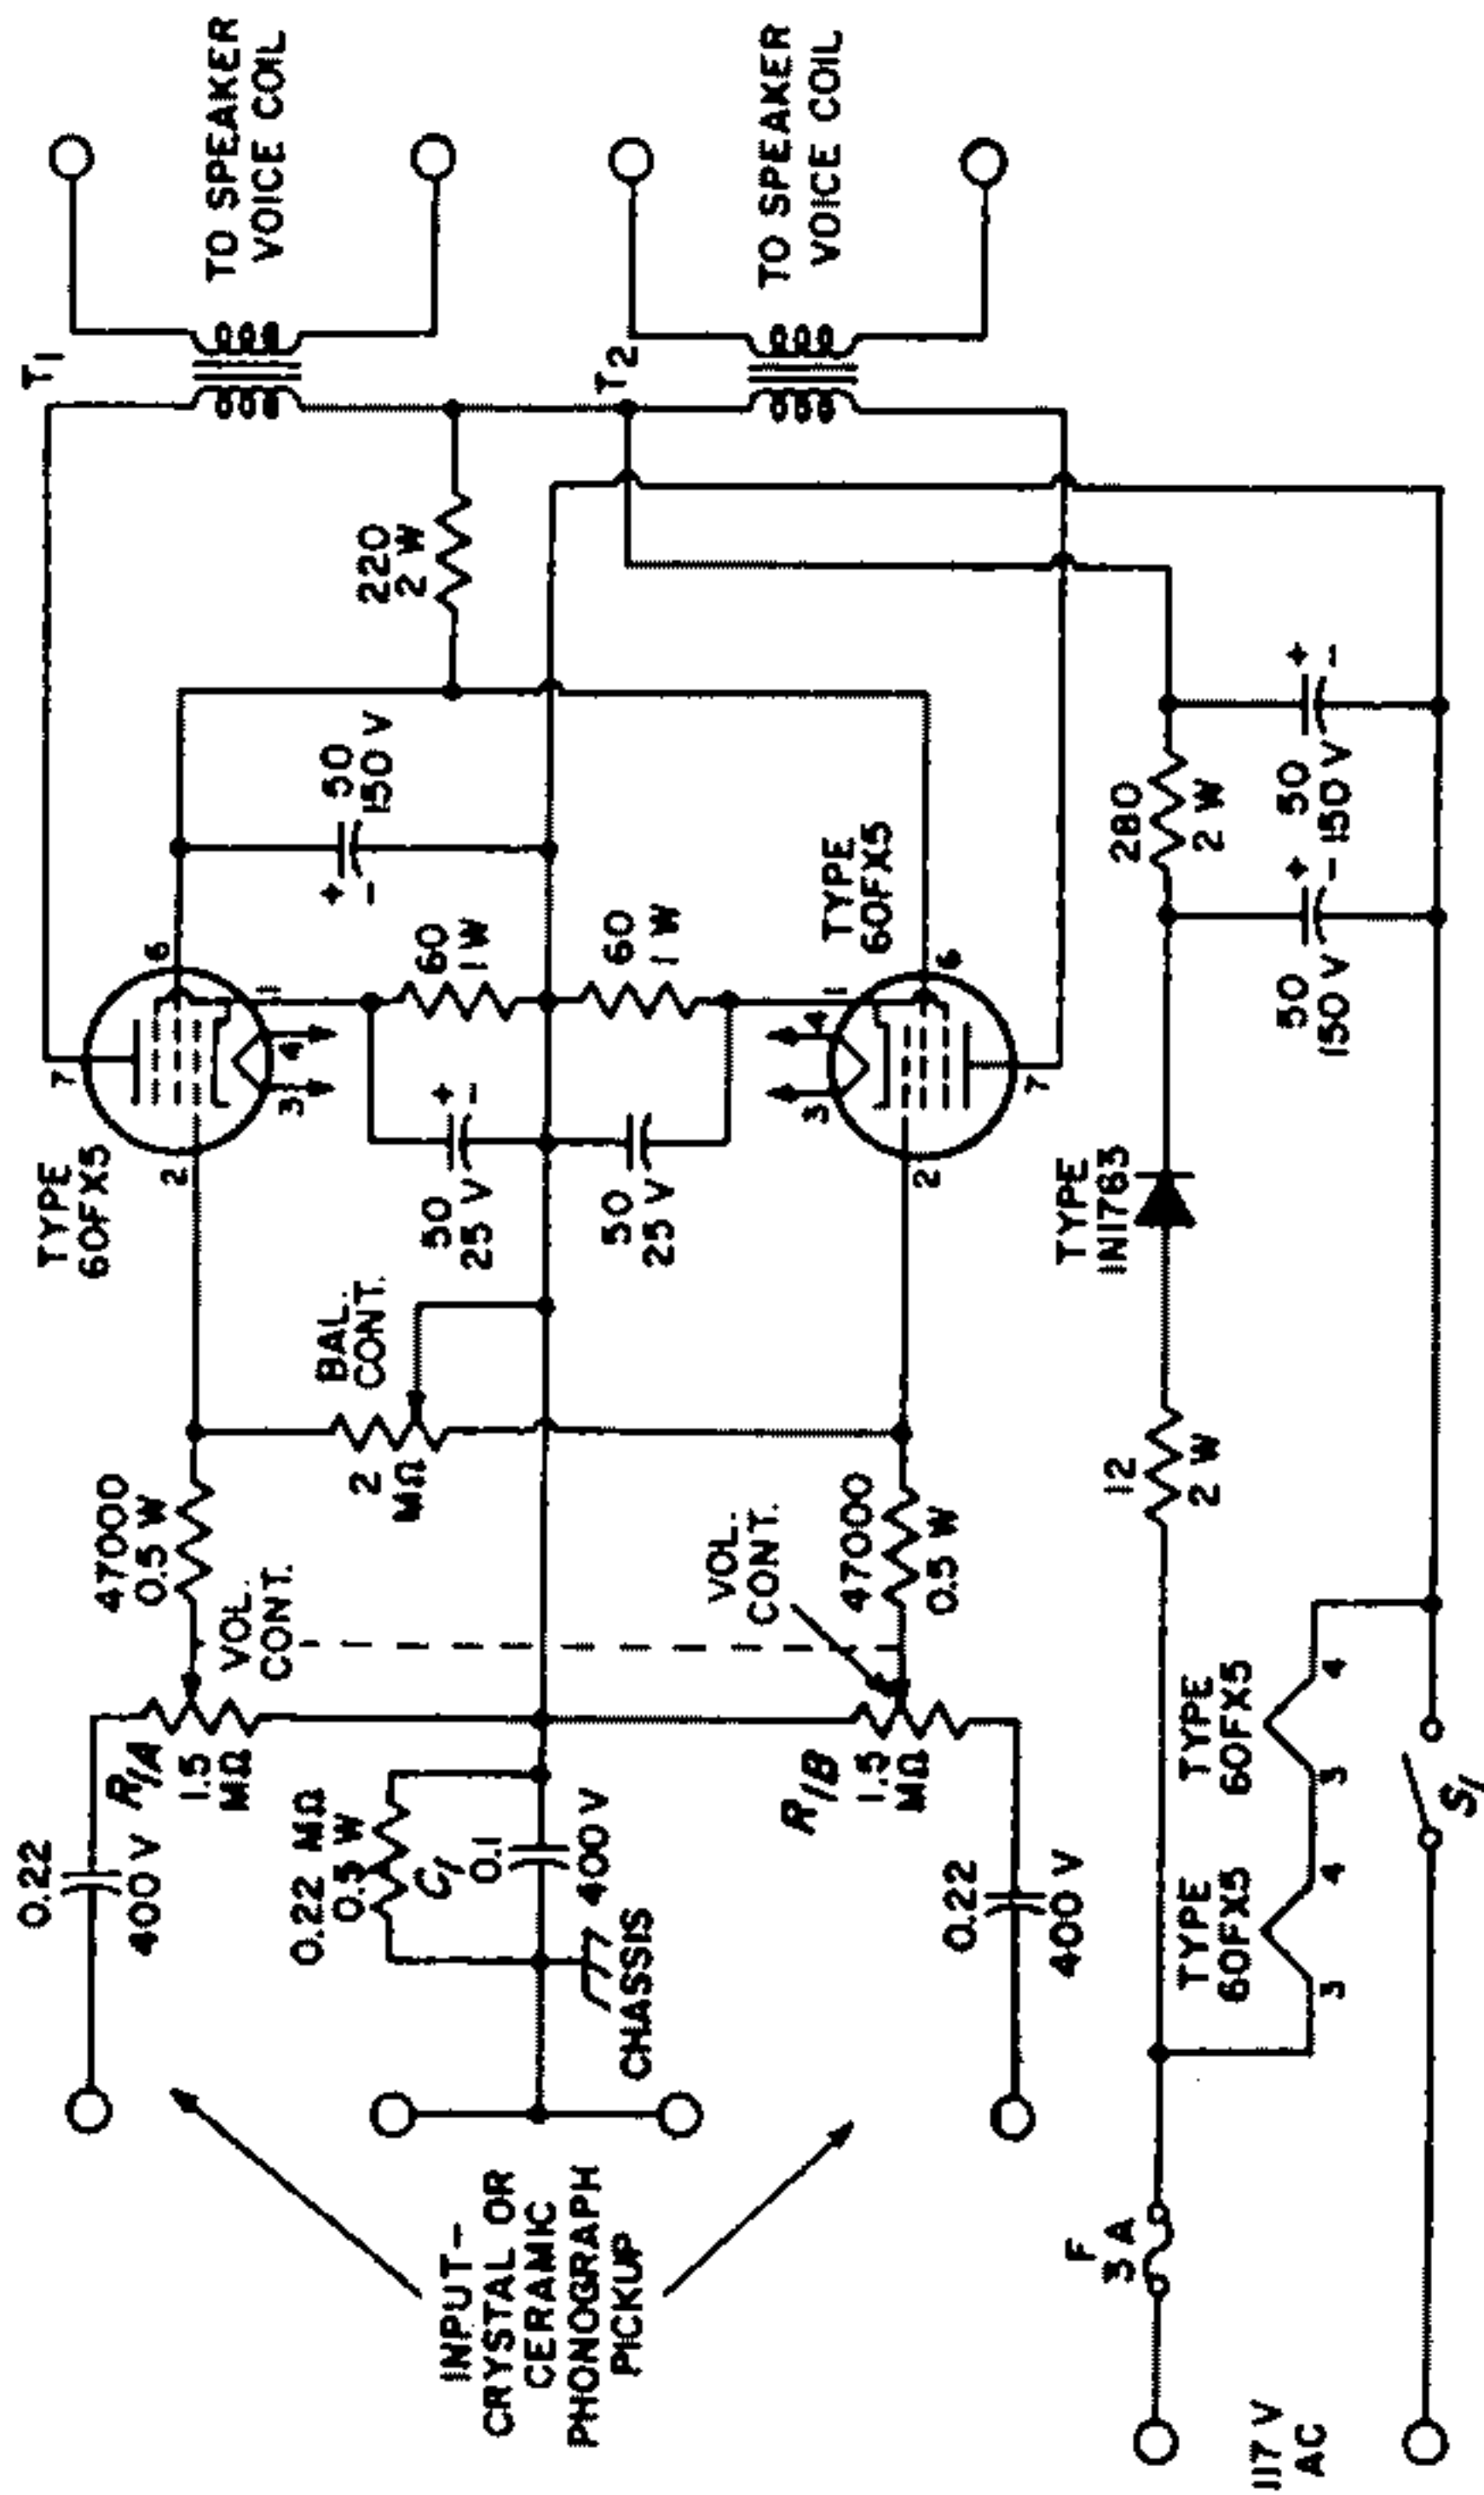 0.22
400 V
R1A
1.5
MΩ
VOL.
CONT.
47000
0.5 W
TYPE
60FX5
2
7
6
1
3
4
T1
TO SPEAKER
VOICE COIL
0.22 MΩ
0.5 W
C1
0.1
400 V
CHASSIS
2
MΩ
BAL.
CONT.
50
25 V
+
-
50
25 V
60
1 W
60
1 W
50
150 V
+
-
220
2 W
INPUT-
CRYSTAL OR
CERAMIC
PHONOGRAPH
PICKUP
R1B
1.5
MΩ
VOL.
CONT.
47000
0.5 W
0.22
400 V
3
4
1
2
7
6
TYPE
60FX5
T2
TO SPEAKER
VOICE COIL
F
3 A
117 V
AC
TYPE
60FX5
3
4
TYPE
60FX5
3
4
S1
12
2 W
TYPE
1N1763
50
150 V
+
-
280
2 W
50
150 V
+
-